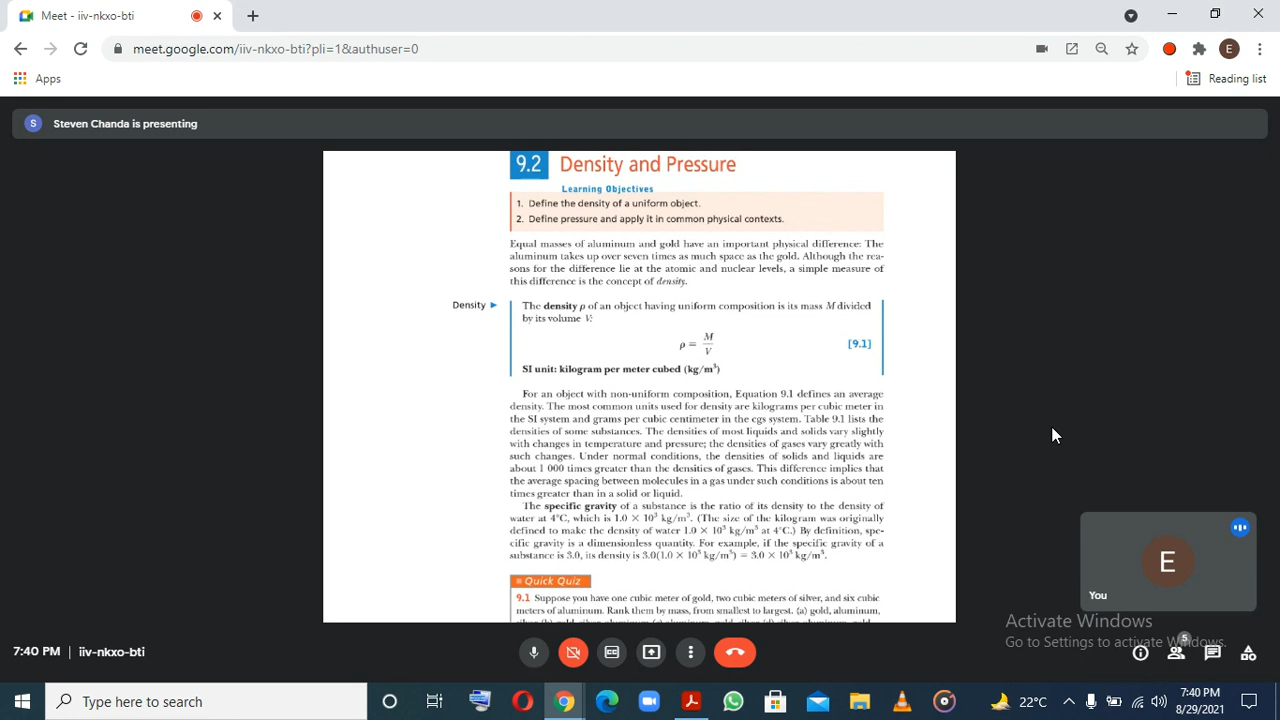 Meet - iiv-nkxo-bti
meet.google.com/iiv-nkxo-bti?pli=1&authuser=0
E
Apps
Reading list
S Steven Chanda is presenting
9.2 Density and Pressure
Learning Objectives
1. Define the density of a uniform object.
2. Define pressure and apply it in common physical contexts.
Equal masses of aluminum and gold have an important physical difference: The
aluminum takes up over seven times as much space as the gold. Although the rea-
sons for the difference lie at the atomic and nuclear levels, a simple measure of
this difference is the concept of density.
Density ▶ The density ρ of an object having uniform composition is its mass M divided
by its volume V:
ρ = M/V [9.1]
SI unit: kilogram per meter cubed (kg/m³)
For an object with non-uniform composition, Equation 9.1 defines an average
density. The most common units used for density are kilograms per cubic meter in
the SI system and grams per cubic centimeter in the cgs system. Table 9.1 lists the
densities of some substances. The densities of most liquids and solids vary slightly
with changes in temperature and pressure; the densities of gases vary greatly with
such changes. Under normal conditions, the densities of solids and liquids are
about 1 000 times greater than the densities of gases. This difference implies that
the average spacing between molecules in a gas under such conditions is about ten
times greater than in a solid or liquid.
The specific gravity of a substance is the ratio of its density to the density of
water at 4°C, which is 1.0 × 10³ kg/m³. (The size of the kilogram was originally
defined to make the density of water 1.0 × 10³ kg/m³ at 4°C.) By definition, spe-
cific gravity is a dimensionless quantity. For example, if the specific gravity of a
substance is 3.0, its density is 3.0(1.0 × 10³ kg/m³) = 3.0 × 10³ kg/m³.
Quick Quiz
9.1 Suppose you have one cubic meter of gold, two cubic meters of silver, and six cubic
meters of aluminum. Rank them by mass, from smallest to largest. (a) gold, aluminum,
silver (b) gold, silver, aluminum (c) aluminum, gold, silver (d) silver, aluminum, gold
E
You
Activate Windows
Go to Settings to activate Windows.
5
7:40 PM | iiv-nkxo-bti
Type here to search
22°C
7:40 PM
8/29/2021